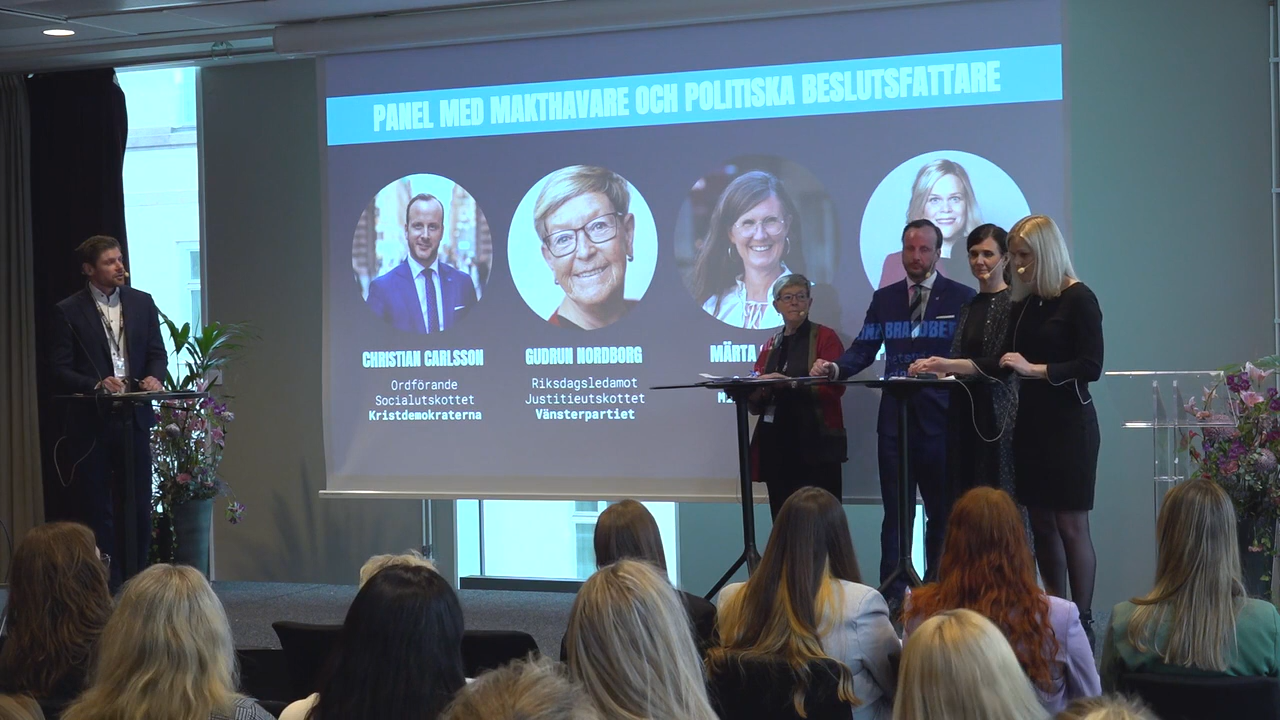 PANEL MED MAKTHAVARE OCH POLITISKA BESLUTSFATTARE
CHRISTIAN CARLSSON
Ordförande
Socialutskottet
Kristdemokraterna
GUDRUN NORDBORG
Riksdagsledamot
Justitieutskottet
Vänsterpartiet
MÄRTA